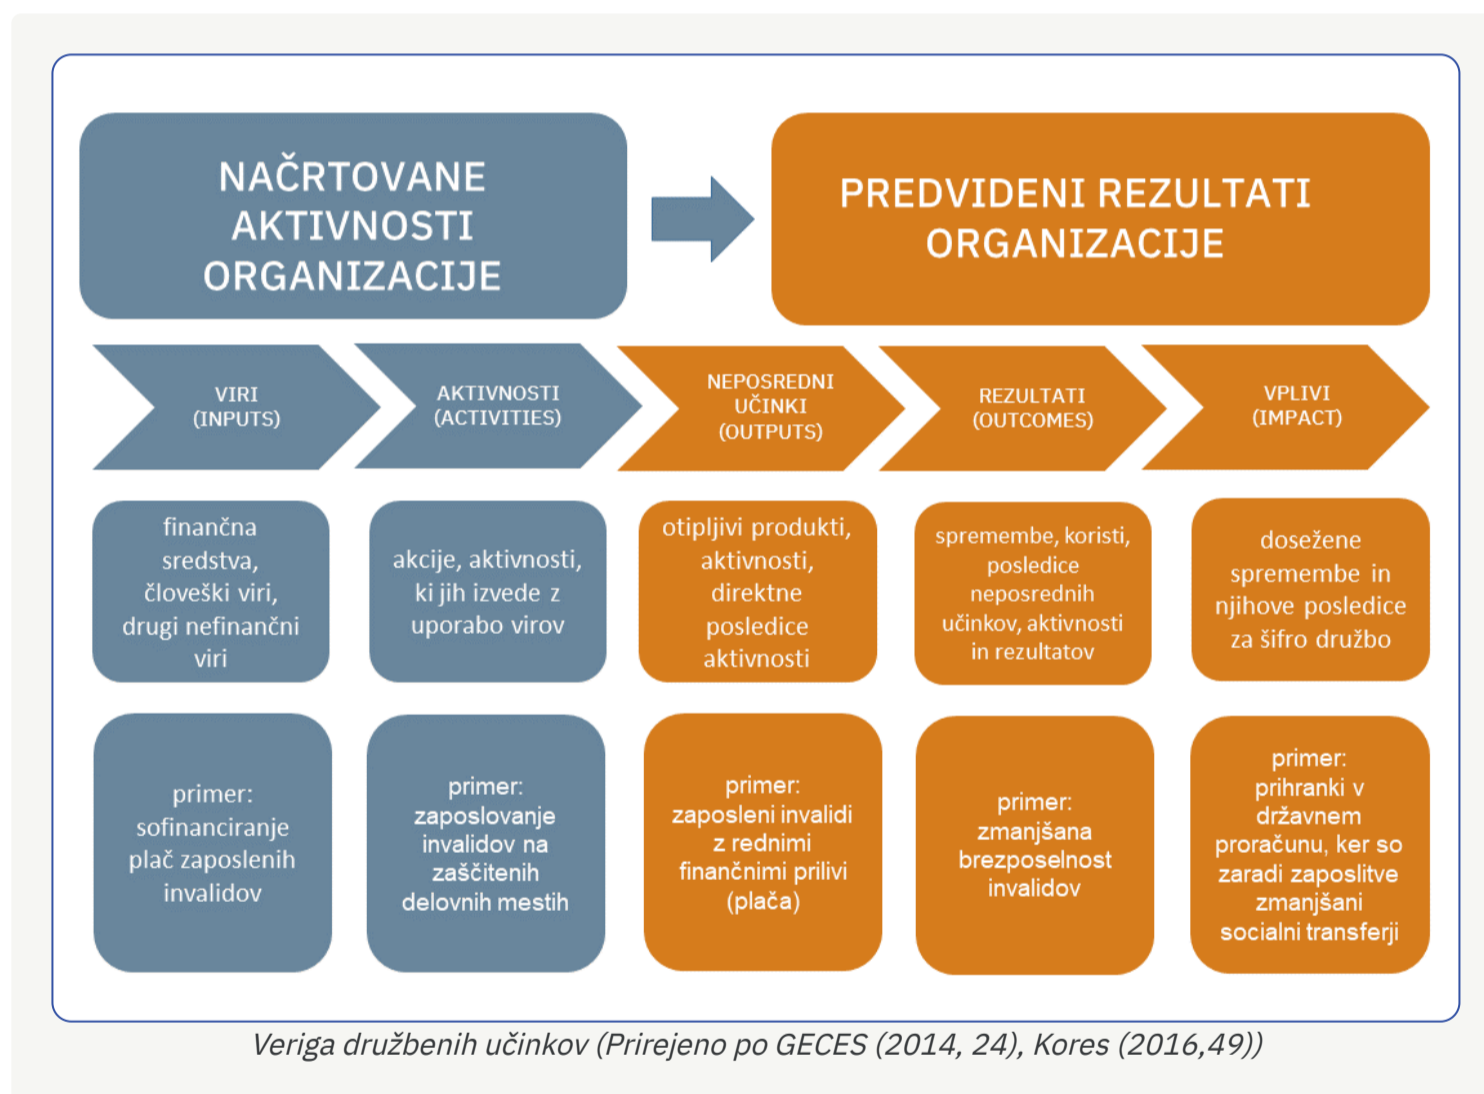 NAČRTOVANE
AKTIVNOSTI
ORGANIZACIJE
PREDVIDENI REZULTATI
ORGANIZACIJE
VIRI
(INPUTS)
AKTIVNOSTI
(ACTIVITIES)
NEPOSREDNI
UČINKI
(OUTPUTS)
REZULTATI
(OUTCOMES)
VPLIVI
(IMPACT)
finančna
sredstva,
človeški viri,
drugi nefinančni
viri
akcije, aktivnosti,
ki jih izvede z
uporabo virov
otipljivi produkti,
aktivnosti,
direktne
posledice
aktivnosti
spremembe, koristi,
posledice
neposrednih
učinkov, aktivnosti
in rezultatov
dosežene
spremembe in
njihove posledice
za šifro družbo
primer:
sofinanciranje
plač zaposlenih
invalidov
primer:
zaposlovanje
invalidov na
zaščitenih
delovnih mestih
primer:
zaposleni invalidi
z rednimi
finančnimi prilivi
(plača)
primer:
zmanjšana
brezposelnost
invalidov
primer:
prihranki v
državnem
proračunu, ker so
zaradi zaposlitve
zmanjšani
socialni transferji
Veriga družbenih učinkov (Prirejeno po GECES (2014, 24), Kores (2016,49))